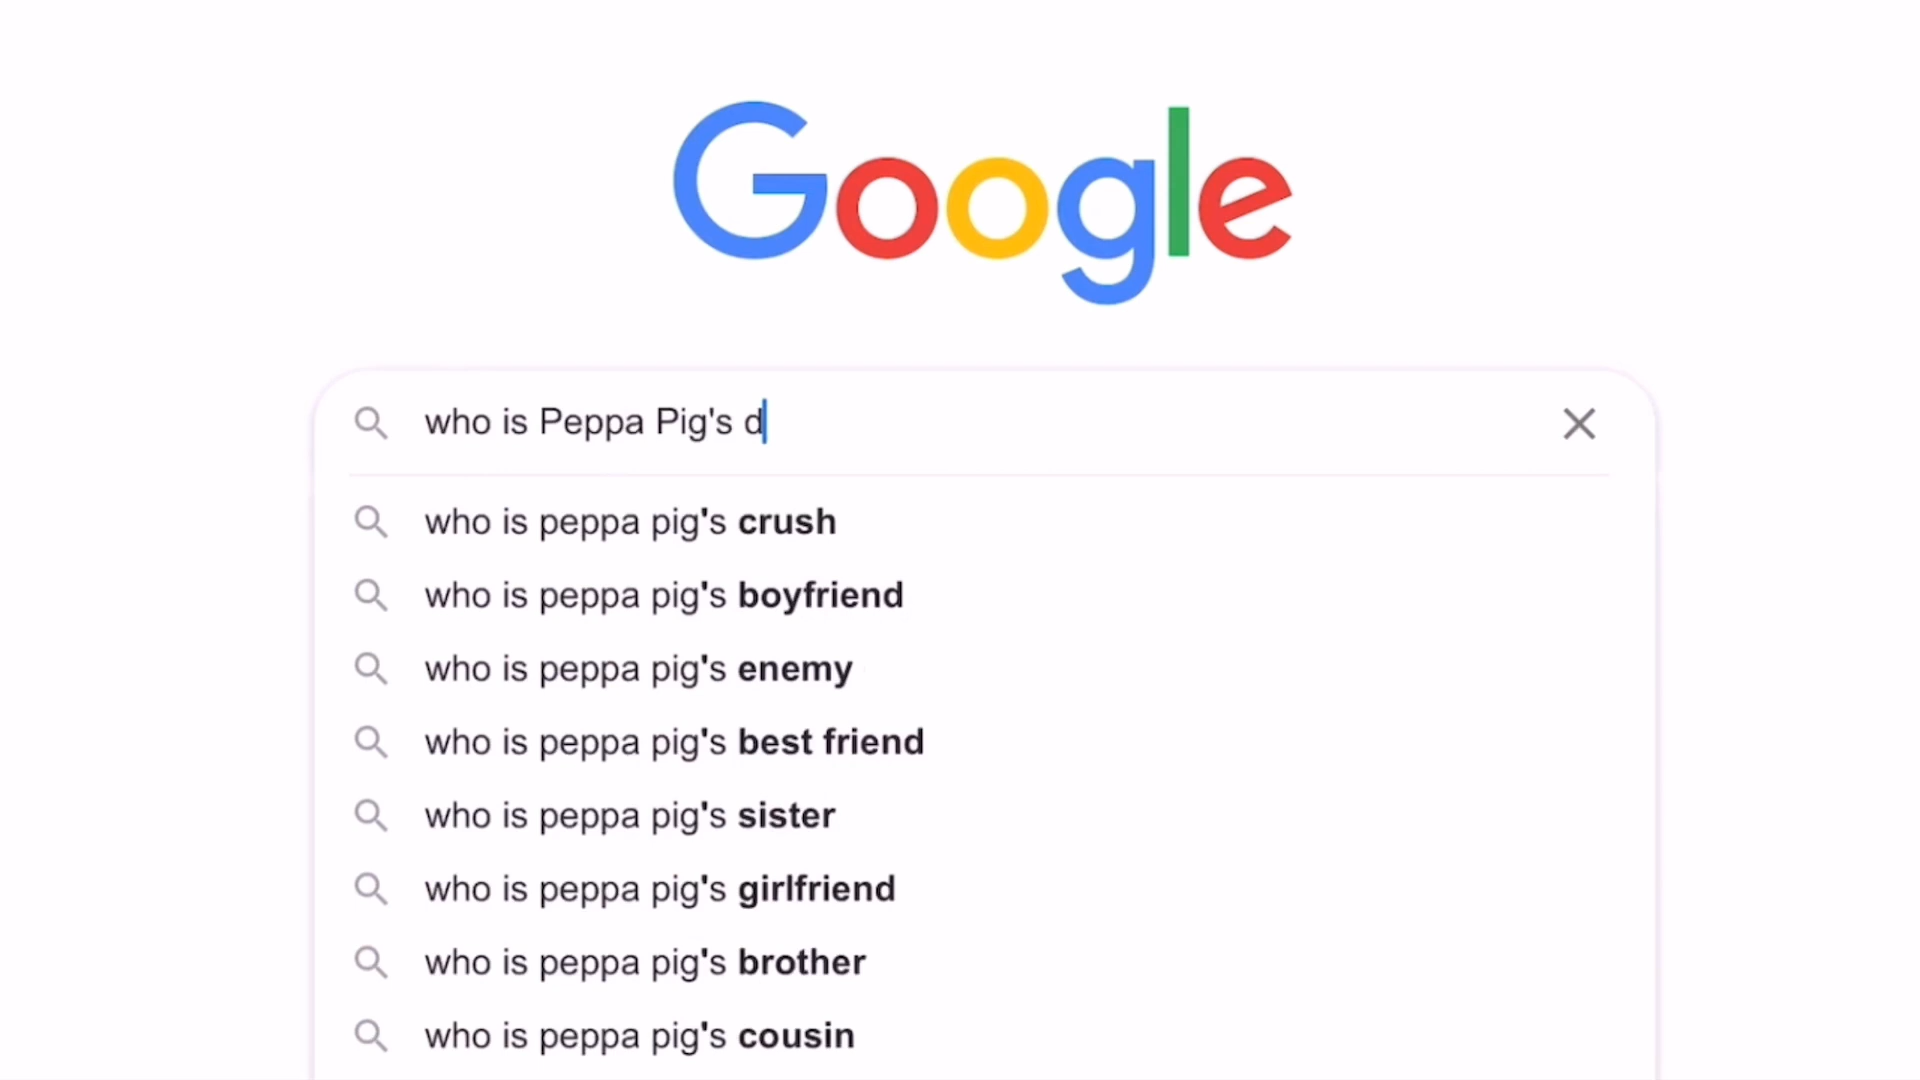 Google
who is Peppa Pig's d
who is peppa pig's crush
who is peppa pig's boyfriend
who is peppa pig's enemy
who is peppa pig's best friend
who is peppa pig's sister
who is peppa pig's girlfriend
who is peppa pig's brother
who is peppa pig's cousin